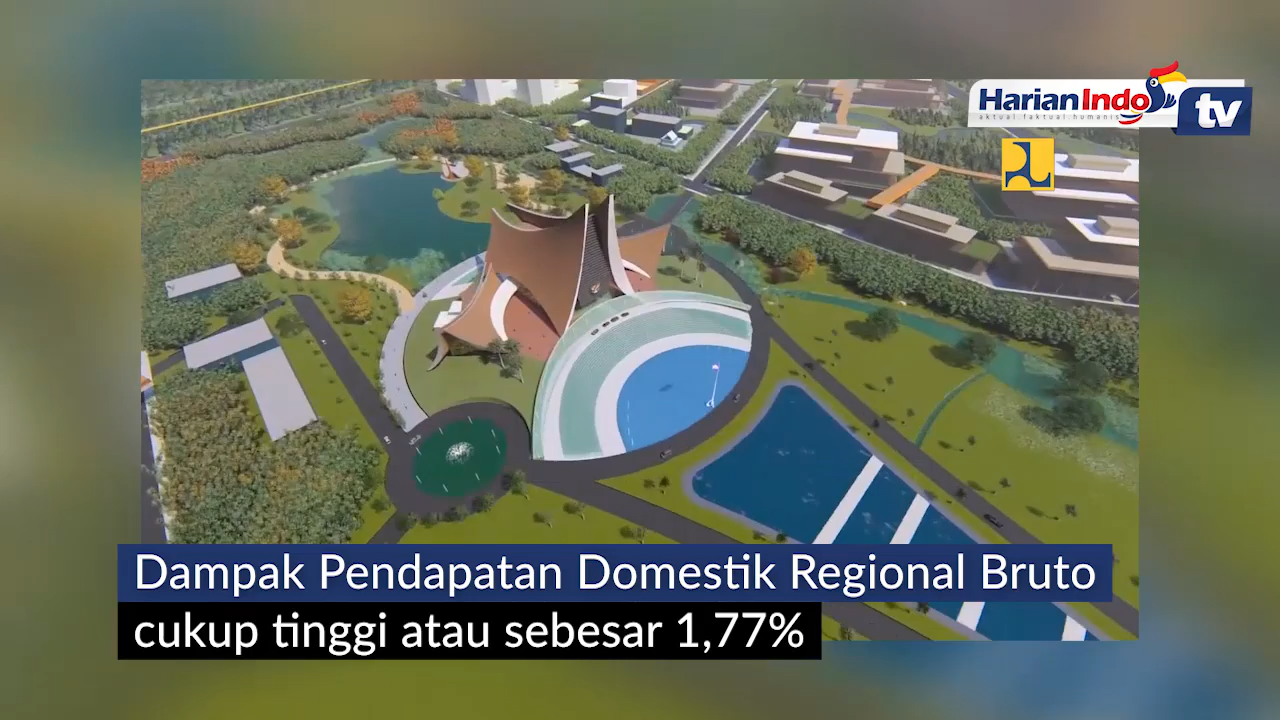 HarianIndo
aktual.faktual.humanis
tv
Dampak Pendapatan Domestik Regional Bruto
cukup tinggi atau sebesar 1,77%